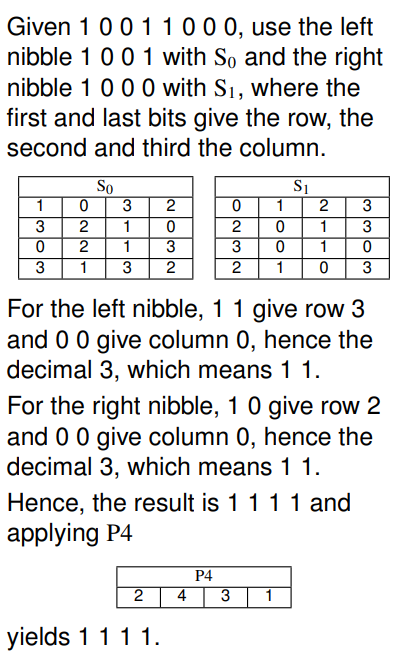 Given 1 0 0 1 1 0 0 0, use the left
nibble 1 0 0 1 with S₀ and the right
nibble 1 0 0 0 with S₁, where the
first and last bits give the row, the
second and third the column.
S₀
1 0 3 2
3 2 1 0
0 2 1 3
3 1 3 2
S₁
0 1 2 3
2 0 1 3
3 0 1 0
2 1 0 3
For the left nibble, 1 1 give row 3
and 0 0 give column 0, hence the
decimal 3, which means 1 1.
For the right nibble, 1 0 give row 2
and 0 0 give column 0, hence the
decimal 3, which means 1 1.
Hence, the result is 1 1 1 1 and
applying P4
P4
2 4 3 1
yields 1 1 1 1.